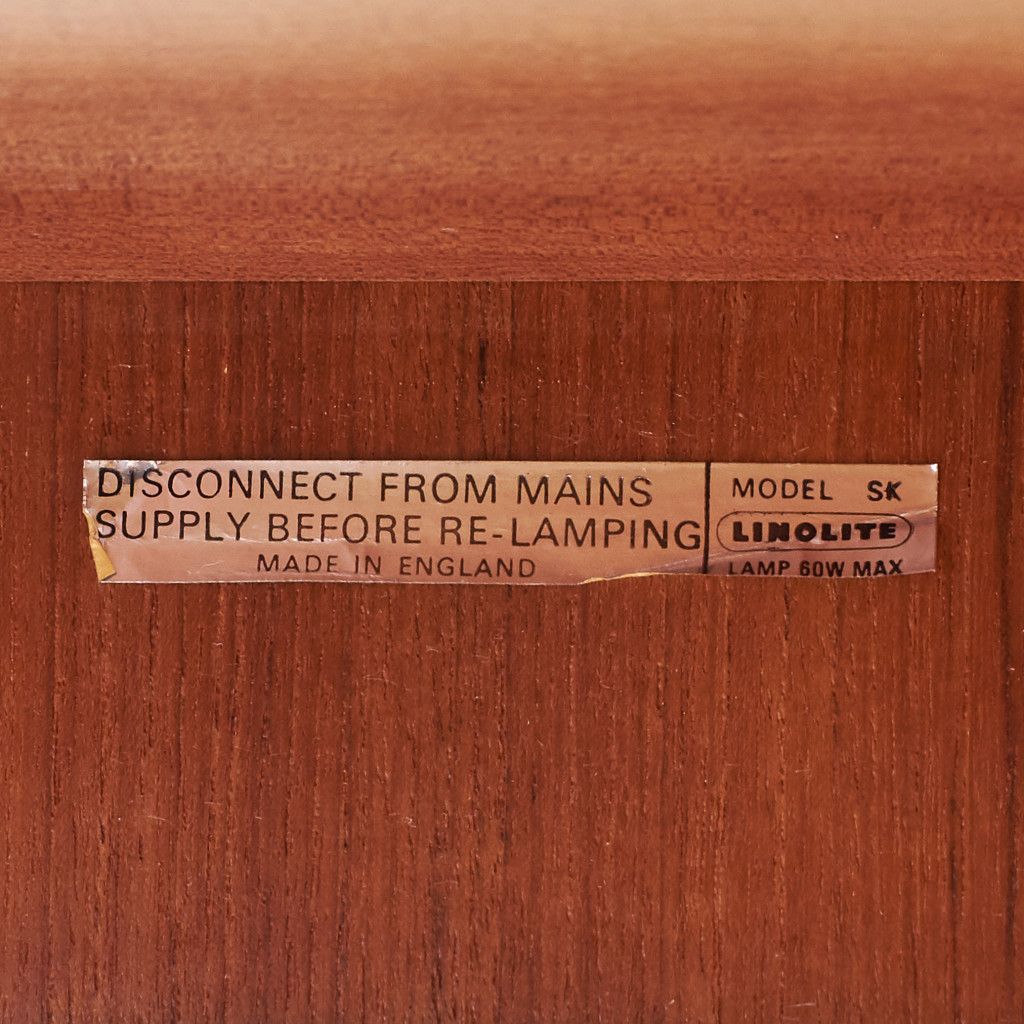 DISCONNECT FROM MAINS
SUPPLY BEFORE RE-LAMPING
MADE IN ENGLAND
MODEL SK
LINOLITE
LAMP 60W MAX